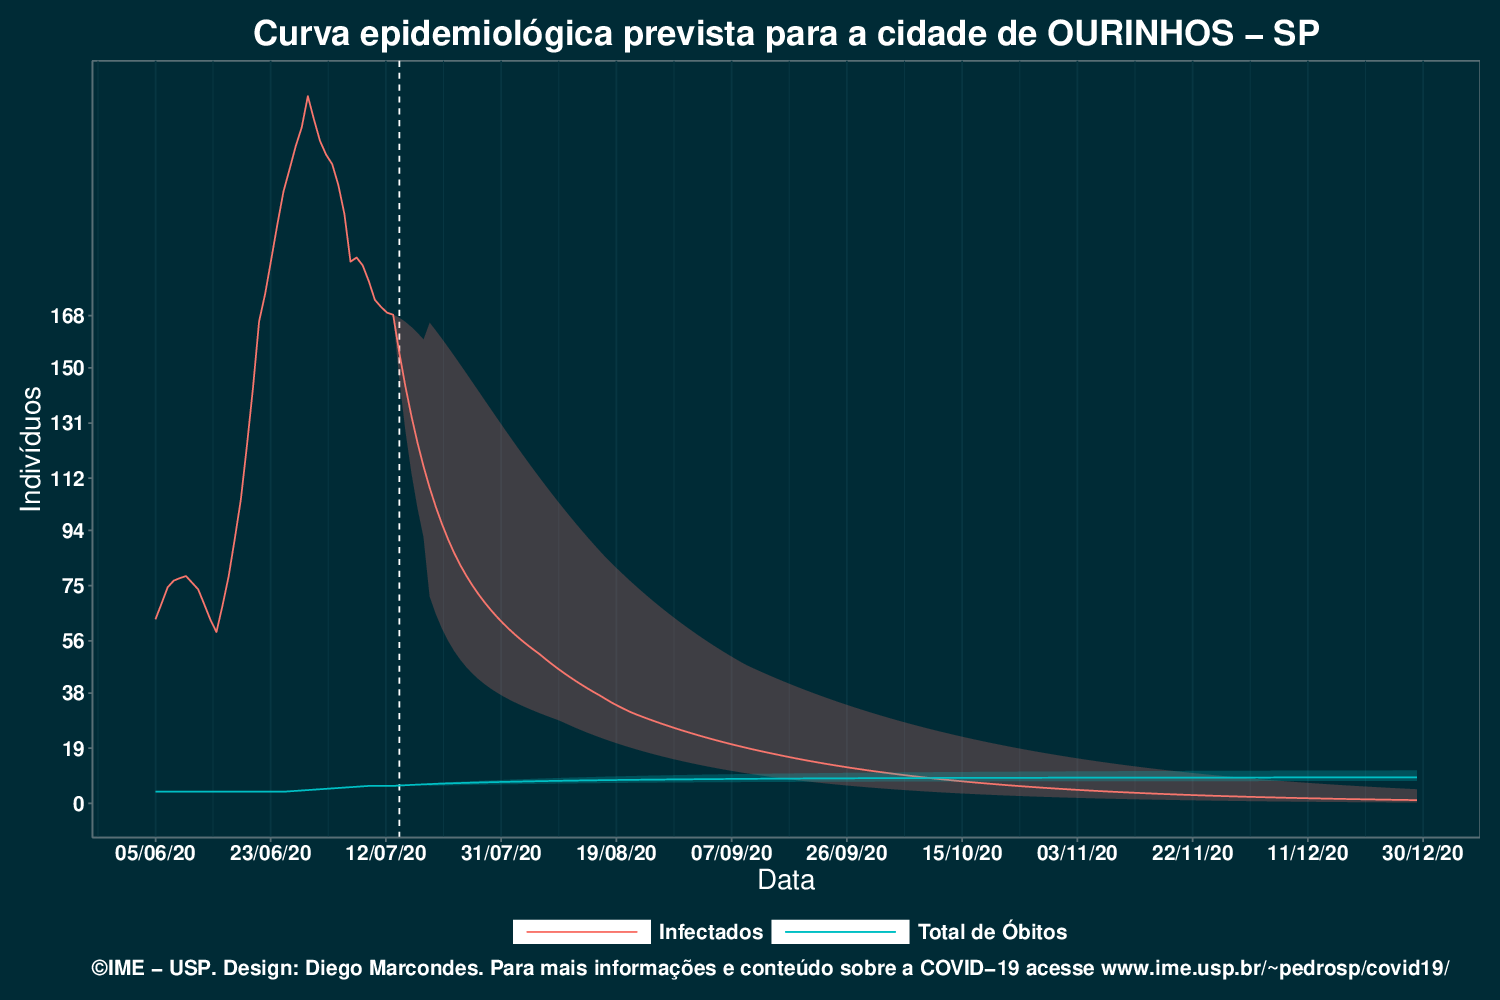 Curva epidemiológica prevista para a cidade de OURINHOS – SP
Indivíduos
168
150
131
112
94
75
56
38
19
0
05/06/20 23/06/20 12/07/20 31/07/20 19/08/20 07/09/20 26/09/20 15/10/20 03/11/20 22/11/20 11/12/20 30/12/20
Data
Infectados Total de Óbitos
©IME – USP. Design: Diego Marcondes. Para mais informações e conteúdo sobre a COVID–19 acesse www.ime.usp.br/~pedrosp/covid19/